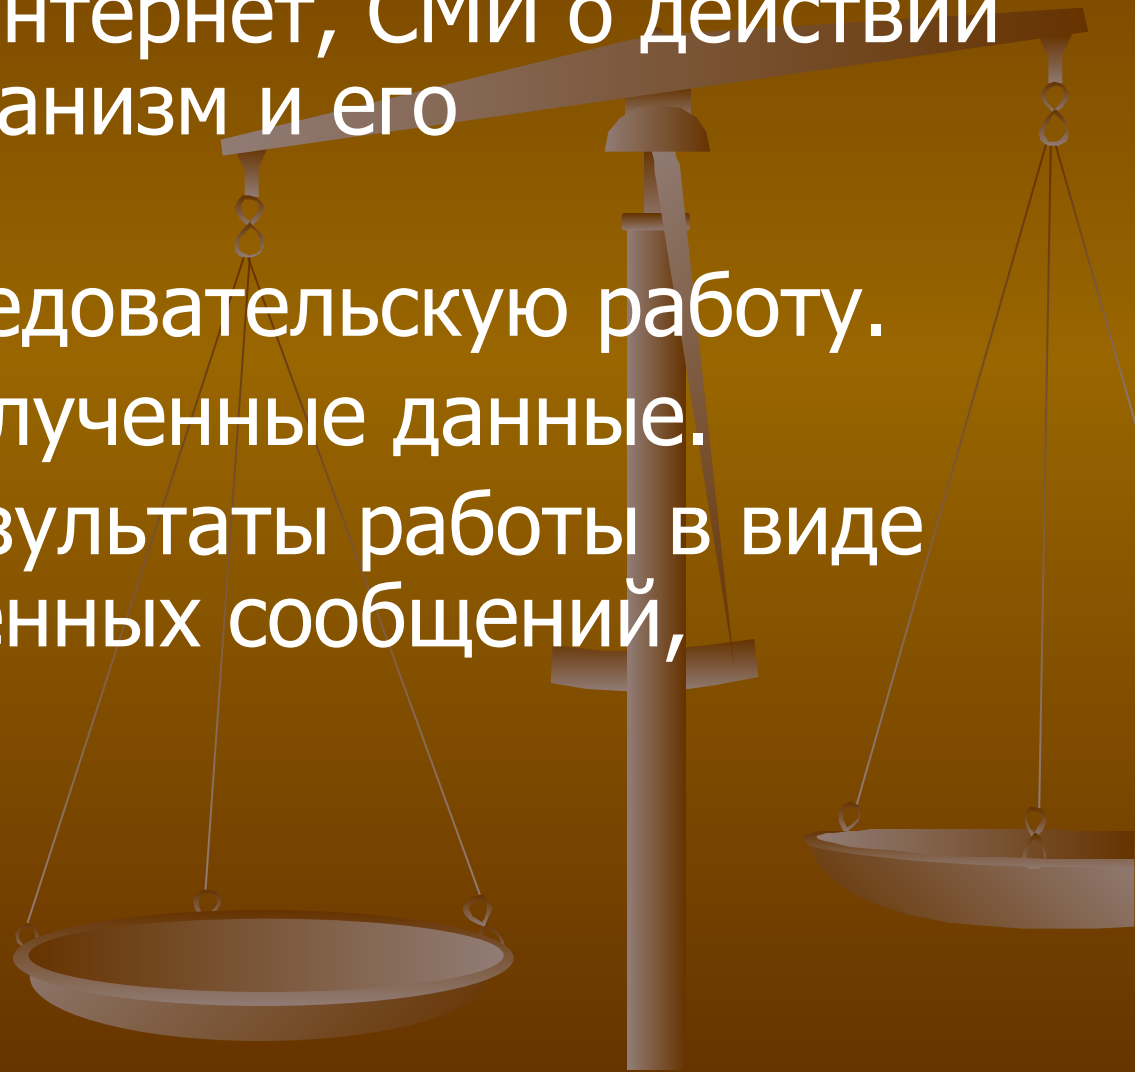 нтернет, СМИ о действии
анизм и его
едовательскую работу.
лученные данные.
зультаты работы в виде
енных сообщений,